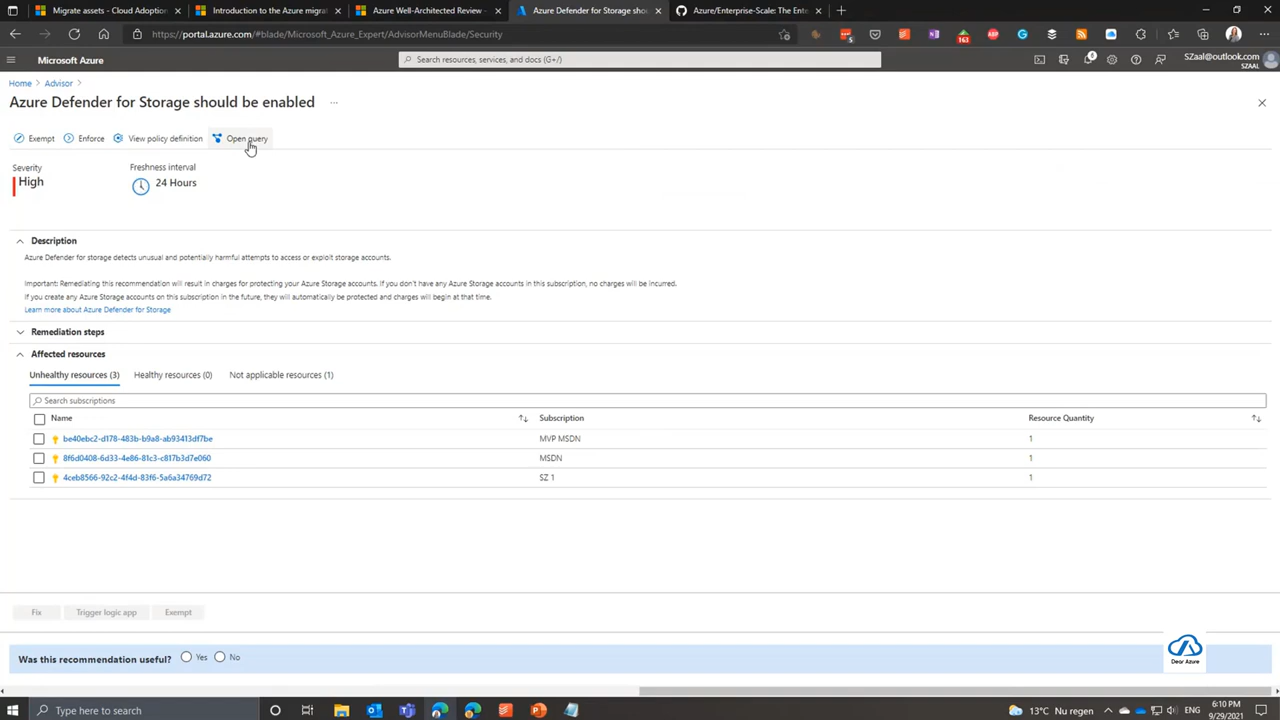 Migrate assets - Cloud Adoption
Introduction to the Azure migrat
Azure Well-Architected Review -
Azure Defender for Storage shou
Azure/Enterprise-Scale: The Ente
https://portal.azure.com/#blade/Microsoft_Azure_Expert/AdvisorMenuBlade/Security
Microsoft Azure
Search resources, services, and docs (G+/)
SZaal@outlook.com
SZAAL
Home > Advisor >
Azure Defender for Storage should be enabled
Exempt
Enforce
View policy definition
Open query
Severity
High
Freshness interval
24 Hours
Description
Azure Defender for storage detects unusual and potentially harmful attempts to access or exploit storage accounts.
Important: Remediating this recommendation will result in charges for protecting your Azure Storage accounts. If you don't have any Azure Storage accounts in this subscription, no charges will be incurred.
If you create any Azure Storage accounts on this subscription in the future, they will automatically be protected and charges will begin at that time.
Learn more about Azure Defender for Storage
Remediation steps
Affected resources
Unhealthy resources (3)
Healthy resources (0)
Not applicable resources (1)
Search subscriptions
Name
Subscription
Resource Quantity
be40ebc2-d178-483b-b9a8-ab93413df7be MVP MSDN 1
8f6d0408-6d33-4e86-81c3-c817b3d7e060 MSDN 1
4ceb8566-92c2-4f4d-83f6-5a6a34769d72 SZ 1 1
Fix
Trigger logic app
Exempt
Was this recommendation useful?
Yes
No
Dear Azure
Type here to search
13°C Nu regen
ENG
6:10 PM
9/29/2021